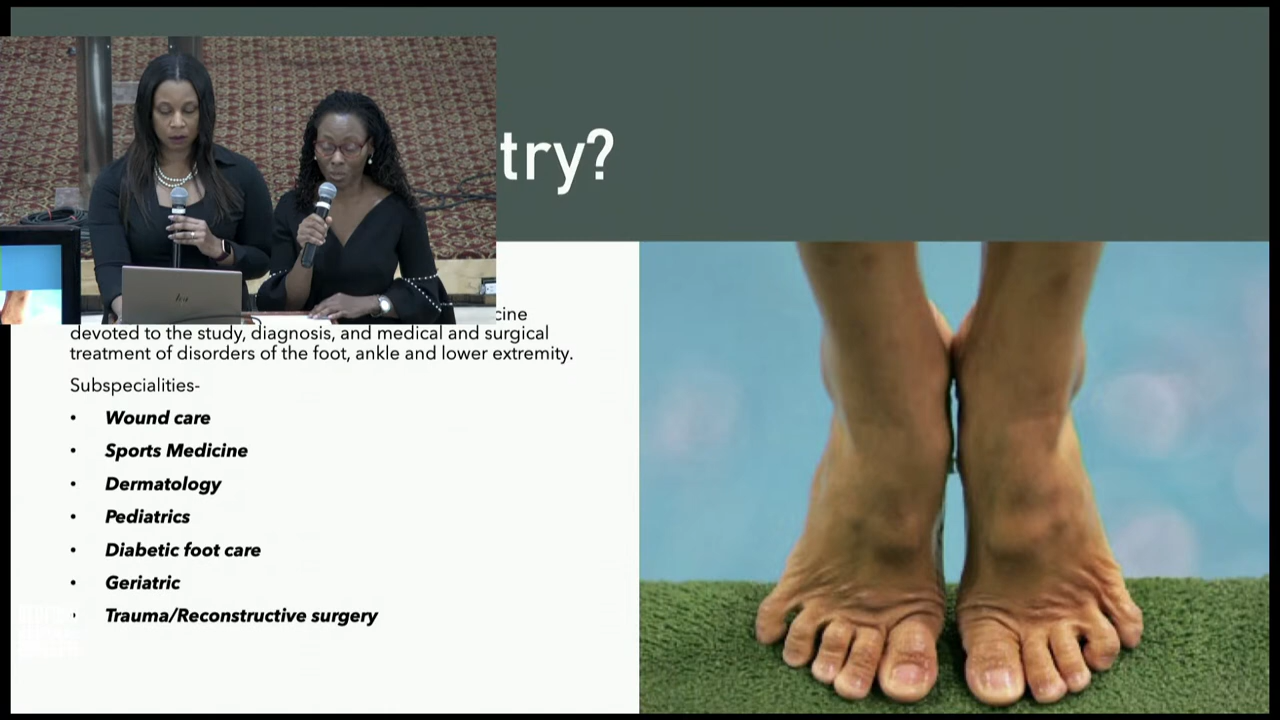 try?
cine
devoted to the study, diagnosis, and medical and surgical
treatment of disorders of the foot, ankle and lower extremity.
Subspecialities-
• Wound care
• Sports Medicine
• Dermatology
• Pediatrics
• Diabetic foot care
• Geriatric
• Trauma/Reconstructive surgery